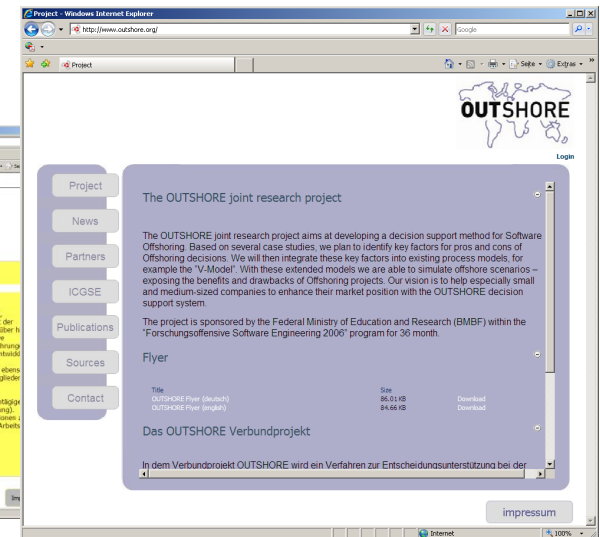 Project - Windows Internet Explorer
http://www.outshore.org/
Google
Project
Seite
Extras
OUTSHORE
Login
Project
News
Partners
ICGSE
Publications
Sources
Contact
The OUTSHORE joint research project
The OUTSHORE joint research project aims at developing a decision support method for Software
Offshoring. Based on several case studies, we plan to identify key factors for pros and cons of
Offshoring decisions. We will then integrate these key factors into existing process models, for
example the "V-Model". With these extended models we are able to simulate offshore scenarios –
exposing the benefits and drawbacks of Offshoring projects. Our vision is to help especially small
and medium-sized companies to enhance their market position with the OUTSHORE decision
support system.
The project is sponsored by the Federal Ministry of Education and Research (BMBF) within the
"Forschungsoffensive Software Engineering 2006" program for 36 month.
Flyer
Title Size
OUTSHORE Flyer (deutsch) 86.01 KB Download
OUTSHORE Flyer (english) 84.66 KB Download
Das OUTSHORE Verbundprojekt
In dem Verbundprojekt OUTSHORE wird ein Verfahren zur Entscheidungsunterstützung bei der
impressum
Internet
100%